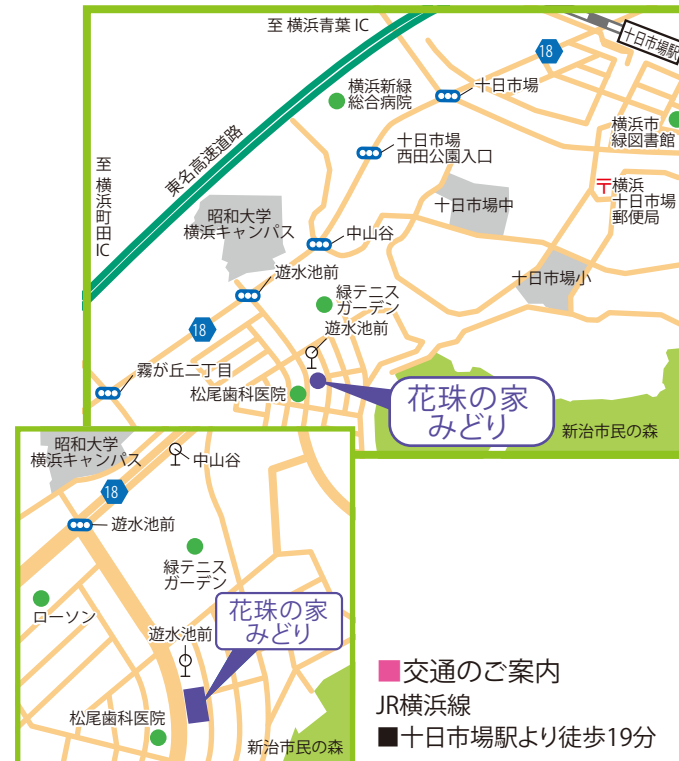 至 横浜青葉 IC
18
十日市場駅
横浜新緑
総合病院
十日市場
横浜市
緑図書館
東名高速道路
十日市場
西田公園入口
至 横浜町田IC
〒横浜
十日市場
郵便局
昭和大学
横浜キャンパス
十日市場中
中山谷
遊水池前
十日市場小
緑テニス
ガーデン
18
遊水池前
霧が丘二丁目
松尾歯科医院
花珠の家
みどり
新治市民の森
昭和大学
横浜キャンパス
中山谷
18
遊水池前
緑テニス
ガーデン
ローソン
花珠の家
みどり
遊水池前
松尾歯科医院
新治市民の森
■交通のご案内
JR横浜線
■十日市場駅より徒歩19分